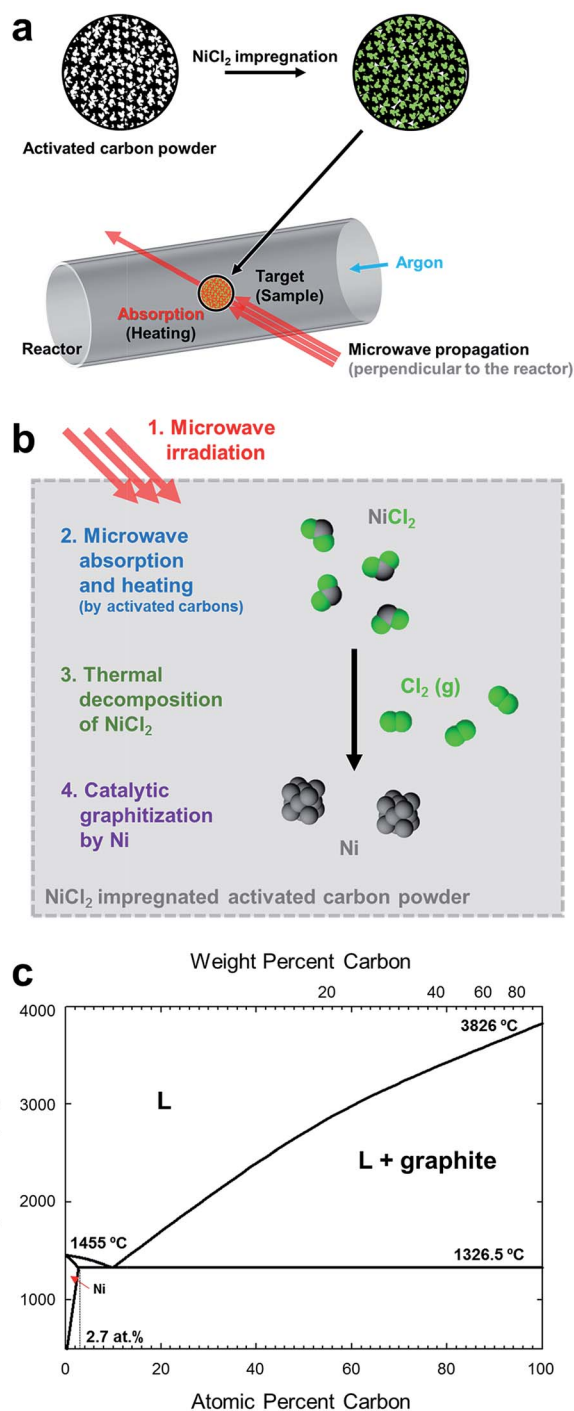 a
NiCl₂ impregnation
Activated carbon powder
Argon
Target
(Sample)
Absorption
(Heating)
Reactor
Microwave propagation
(perpendicular to the reactor)
b
1. Microwave
irradiation
2. Microwave
absorption
and heating
(by activated carbons)
NiCl₂
3. Thermal
decomposition
of NiCl₂
Cl₂ (g)
4. Catalytic
graphitization
by Ni
Ni
NiCl₂ impregnated activated carbon powder
c
Weight Percent Carbon
20 40 60 80
4000
3826 ºC
L
3000
L + graphite
2000
1455 ºC
1326.5 ºC
Ni
1000
2.7 at.%
0 20 40 60 80 100
Atomic Percent Carbon